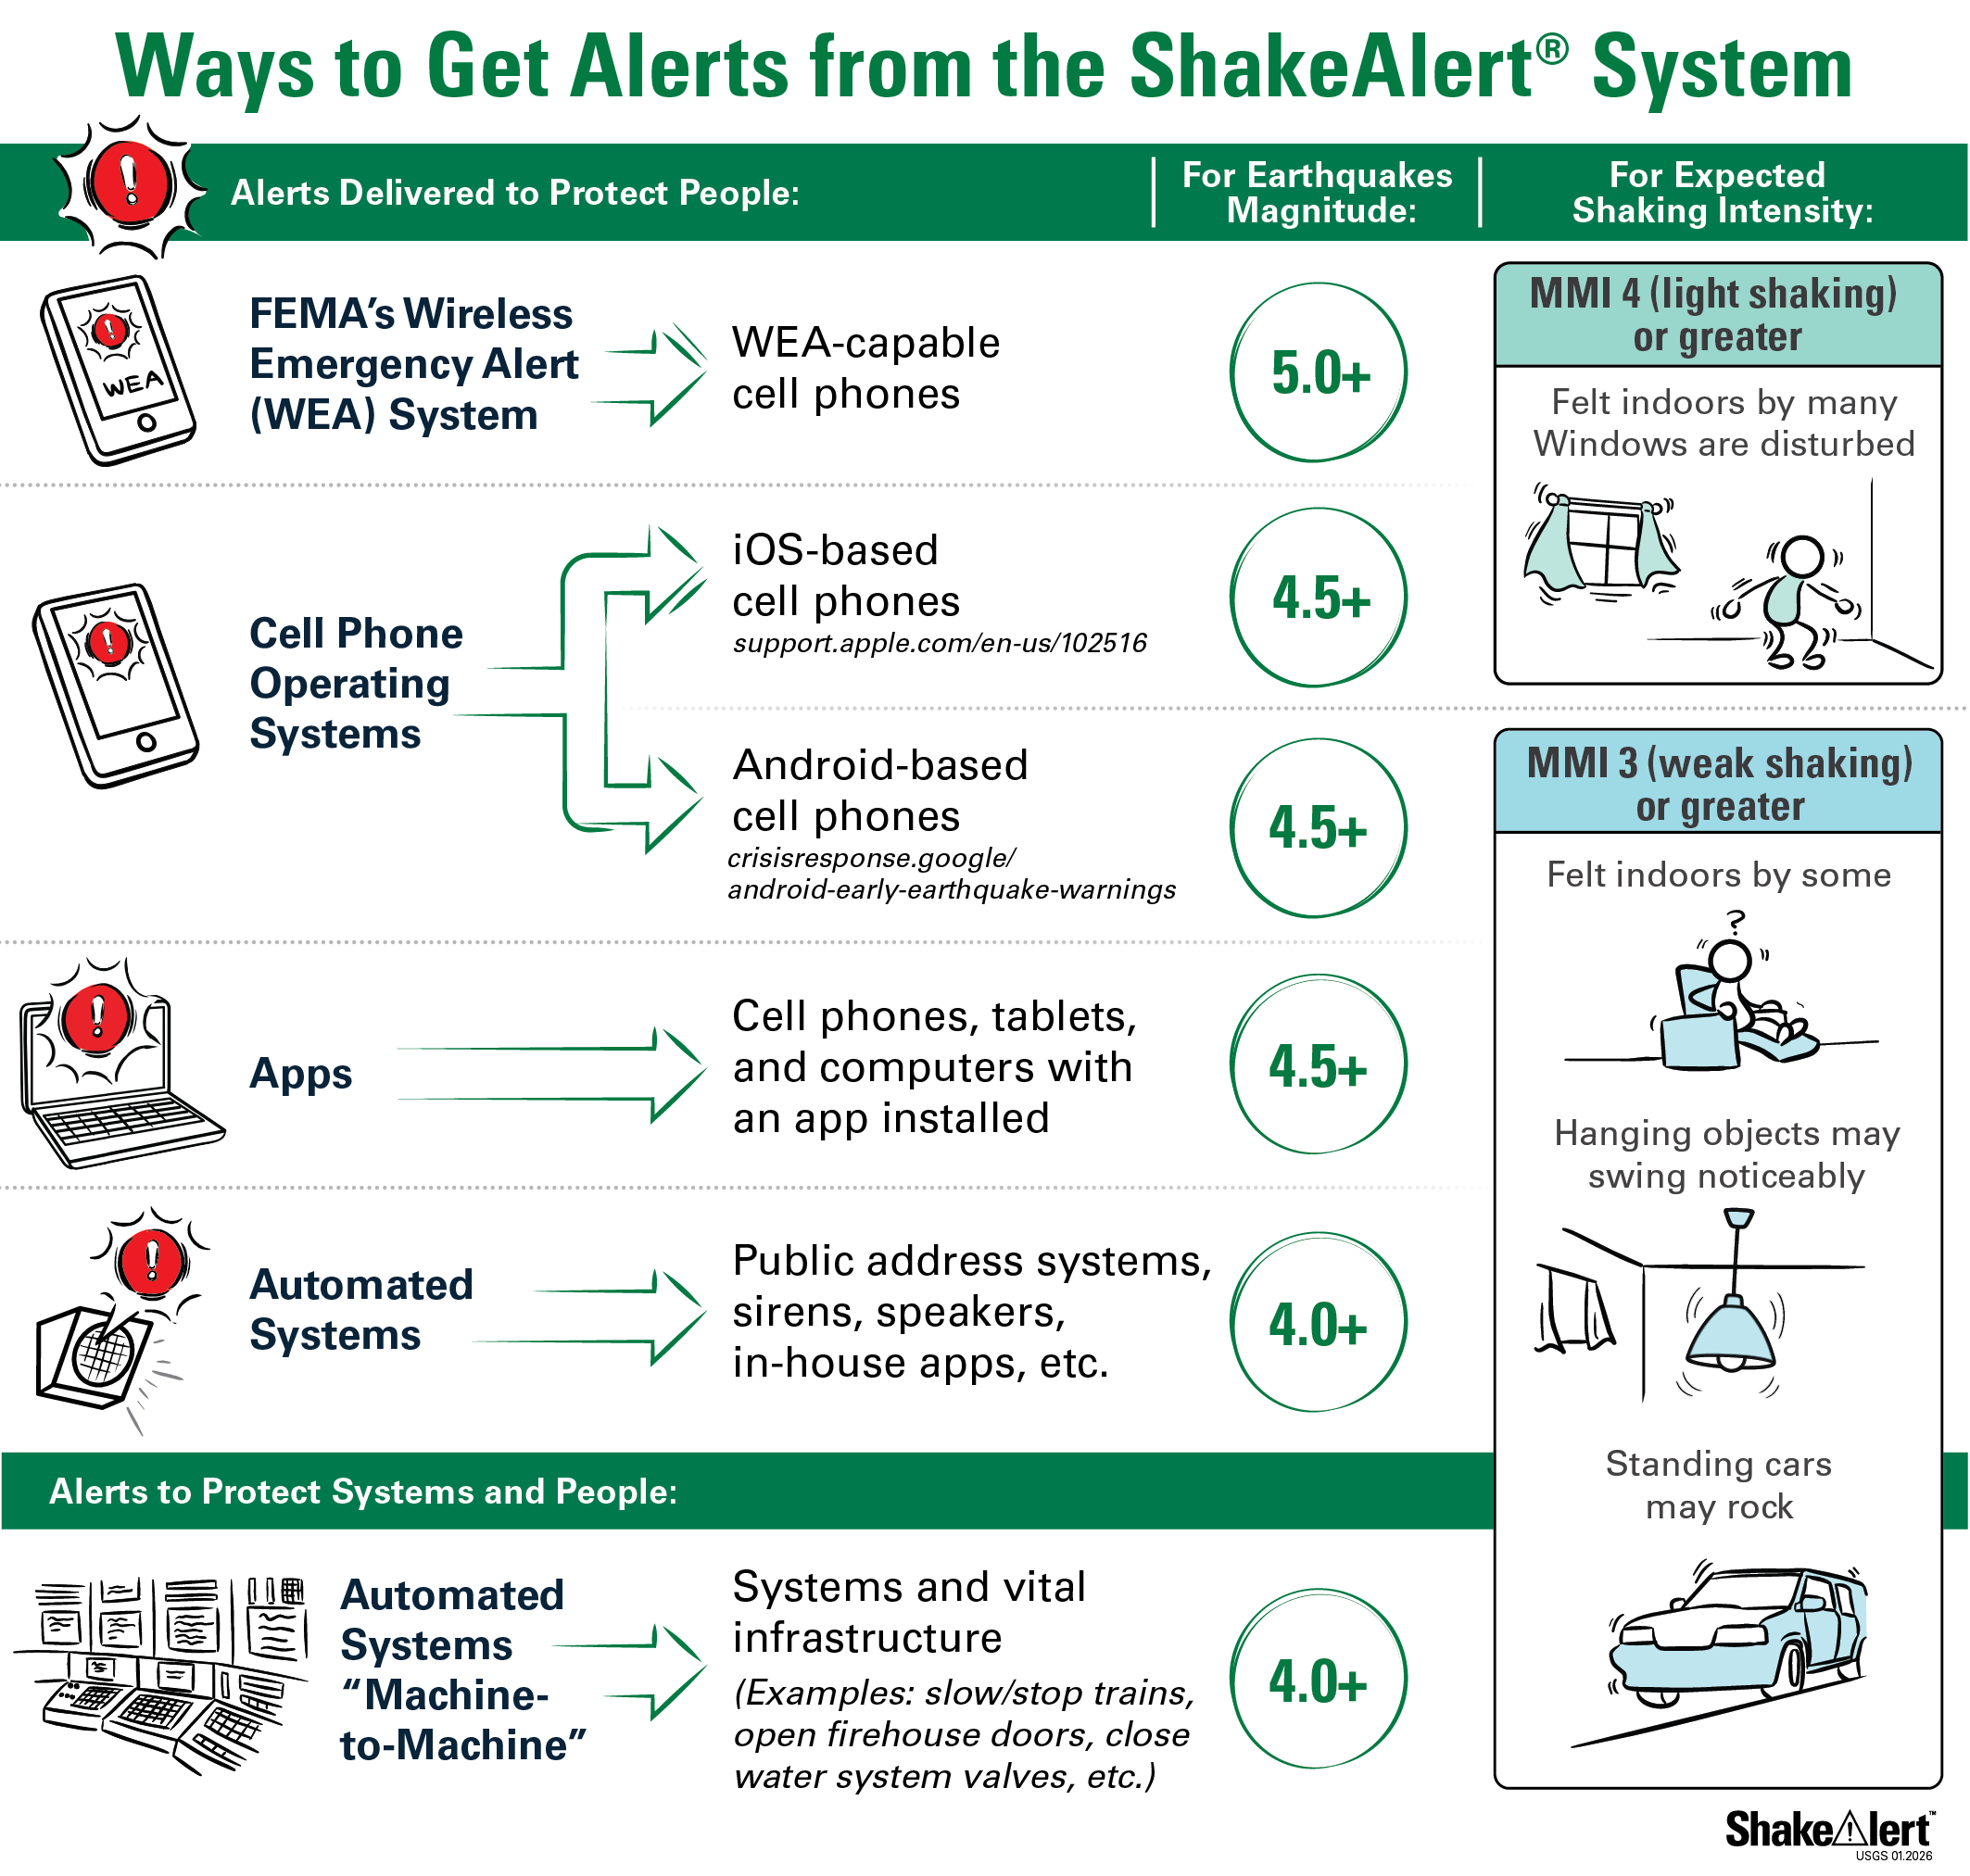 Ways to Get Alerts from the ShakeAlert® System
Alerts Delivered to Protect People:
For Earthquakes
Magnitude:
For Expected
Shaking Intensity:
WEA
FEMA’s Wireless
Emergency Alert
(WEA) System
WEA-capable
cell phones
5.0+
MMI 4 (light shaking)
or greater
Felt indoors by many
Windows are disturbed
Cell Phone
Operating
Systems
iOS-based
cell phones
support.apple.com/en-us/102516
4.5+
Android-based
cell phones
crisisresponse.google/
android-early-earthquake-warnings
4.5+
MMI 3 (weak shaking)
or greater
Felt indoors by some
?
Hanging objects may
swing noticeably
Standing cars
may rock
Apps
Cell phones, tablets,
and computers with
an app installed
4.5+
Automated
Systems
Public address systems,
sirens, speakers,
in-house apps, etc.
4.0+
Alerts to Protect Systems and People:
Automated
Systems
“Machine-
to-Machine”
Systems and vital
infrastructure
(Examples: slow/stop trains,
open firehouse doors, close
water system valves, etc.)
4.0+
ShakeAlert™
USGS 01.2026